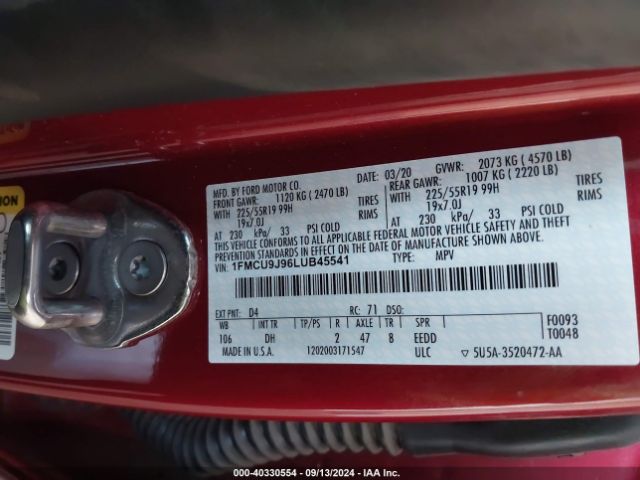 MFD. BY FORD MOTOR CO.
DATE: 03/20 GVWR: 2073 KG ( 4570 LB)
FRONT GAWR: 1120 KG ( 2470 LB) REAR GAWR: 1007 KG ( 2220 LB)
WITH 225/55R19 99H TIRES WITH 225/55R19 99H TIRES
19x7.0J RIMS 19x7.0J RIMS
AT 230 kPa/ 33 PSI COLD AT 230 kPa/ 33 PSI COLD
THIS VEHICLE CONFORMS TO ALL APPLICABLE FEDERAL MOTOR VEHICLE SAFETY AND THEFT
PREVENTION STANDARDS IN EFFECT ON THE DATE OF MANUFACTURE SHOWN ABOVE.
VIN: 1FMCU9J96LUB45541 TYPE: MPV
EXT PNT: D4 RC: 71 DSO: F0093
WB INT TR TP/PS R AXLE TR SPR T0048
106 DH 2 47 8 EEDD
MADE IN U.S.A. 1202003171547 ULC ▽ 5U5A-3520472-AA
000-40330554 - 09/13/2024 - IAA Inc.